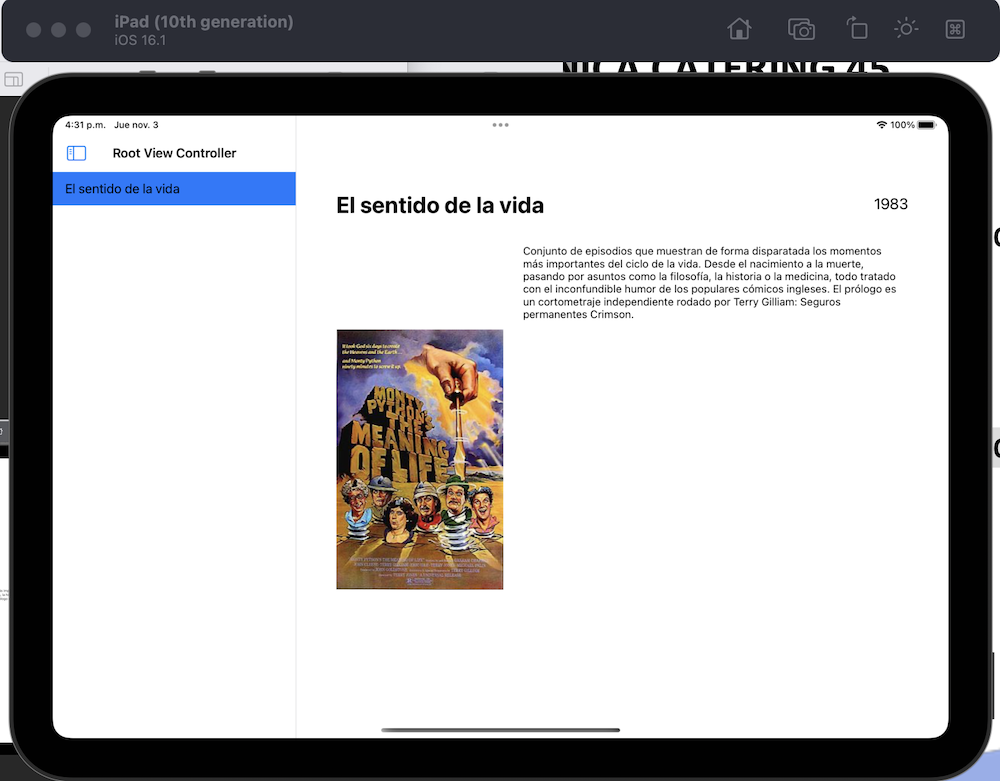 iPad (10th generation)
iOS 16.1
NICA CATERING 45
4:31 p.m. Jue nov. 3
100%
Root View Controller
El sentido de la vida
El sentido de la vida
1983
Conjunto de episodios que muestran de forma disparatada los momentos
más importantes del ciclo de la vida. Desde el nacimiento a la muerte,
pasando por asuntos como la filosofía, la historia o la medicina, todo tratado
con el inconfundible humor de los populares cómicos ingleses. El prólogo es
un cortometraje independiente rodado por Terry Gilliam: Seguros
permanentes Crimson.
It took God six days to create
the Heavens and the Earth...
and Monty Python
ninety minutes to screw it up.
MONTY
PYTHON'S
THE
MEANING
OF LIFE